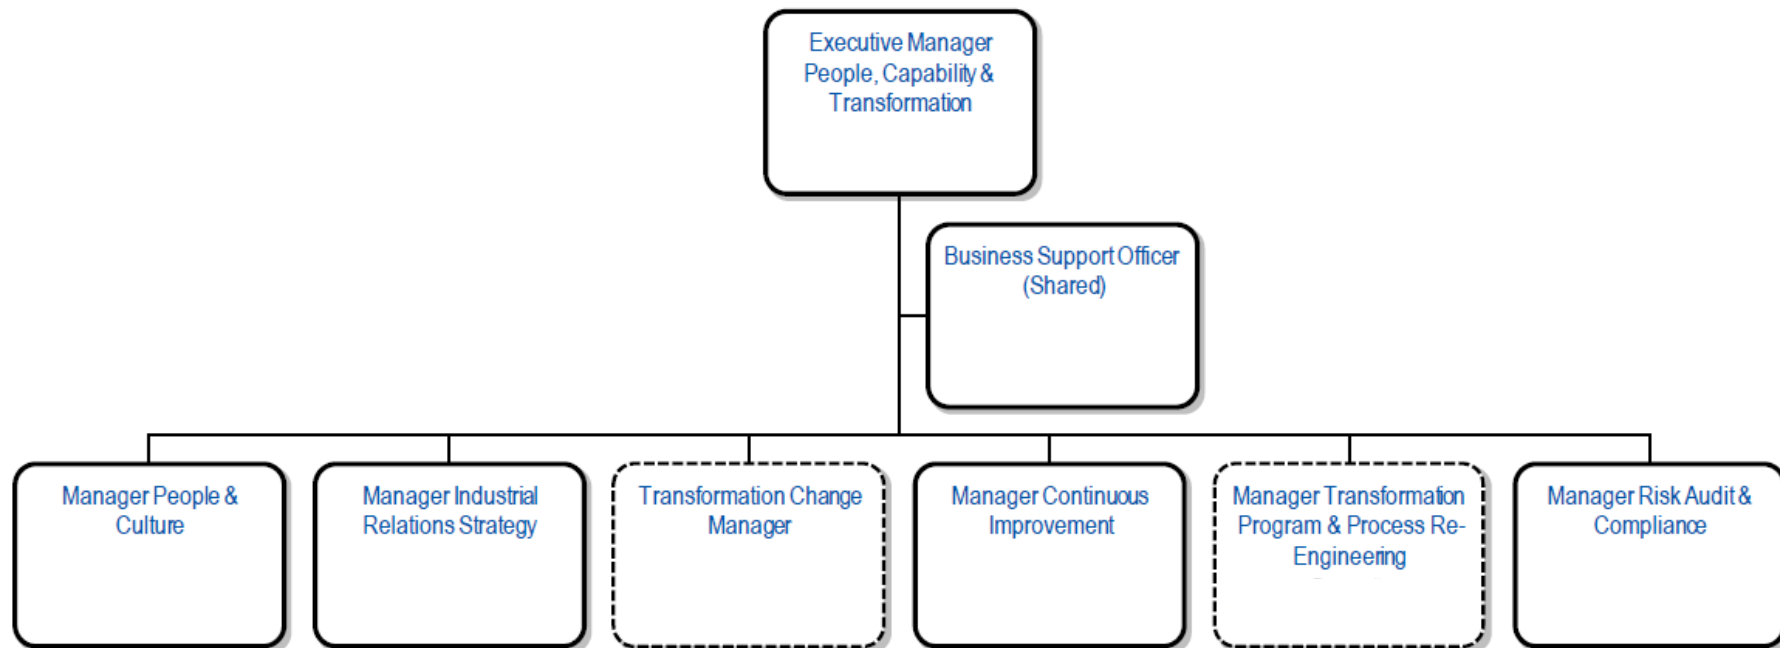 Executive Manager
People, Capability &
Transformation
Business Support Officer
(Shared)
Manager People &
Culture
Manager Industrial
Relations Strategy
Transformation Change
Manager
Manager Continuous
Improvement
Manager Transformation
Program & Process Re-
Engineering
Manager Risk Audit &
Compliance